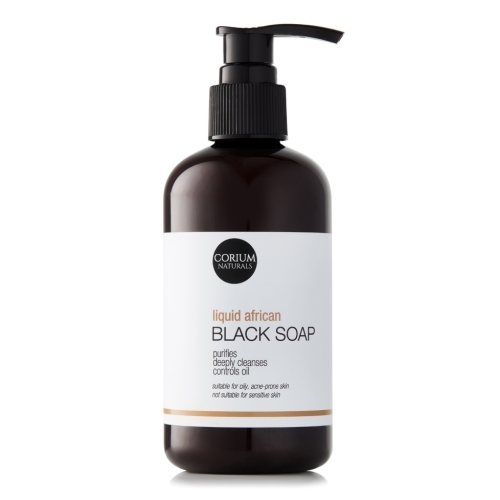 CORIUM
NATURALS
liquid african
BLACK SOAP
purifies
deeply cleanses
controls oil
suitable for oily, acne-prone skin
not suitable for sensitive skin